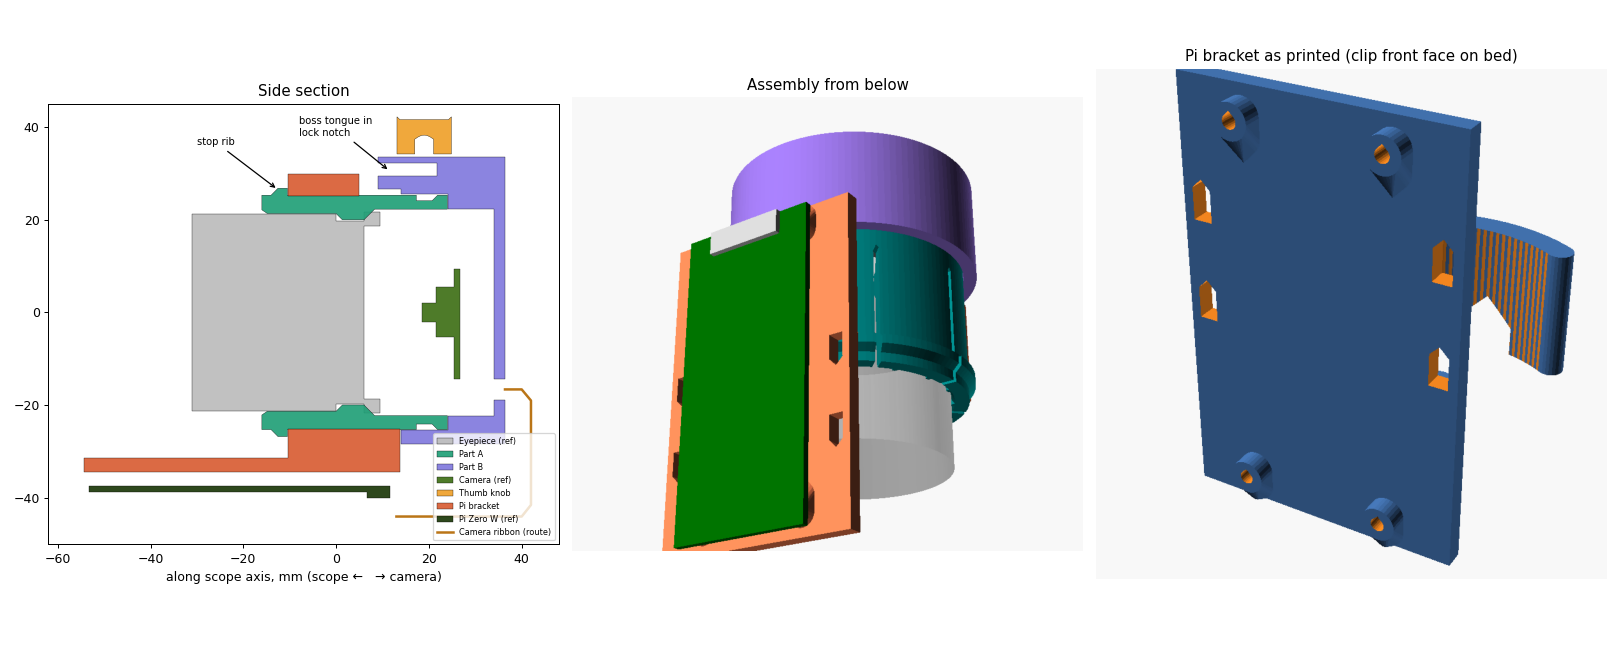 Side section
Assembly from below
Pi bracket as printed (clip front face on bed)
boss tongue in
lock notch
stop rib
40
20
0
−20
−40
Eyepiece (ref)
Part A
Part B
Camera (ref)
Thumb knob
Pi bracket
Pi Zero W (ref)
Camera ribbon (route)
−60
−40
−20
0
20
40
along scope axis, mm (scope ← → camera)